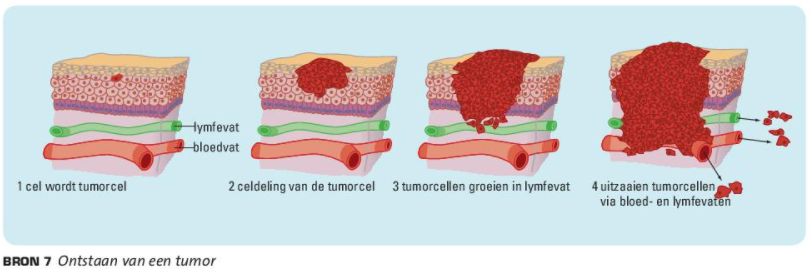 lymfevat
bloedvat
1 cel wordt tumorcel
2 celdeling van de tumorcel
3 tumorcellen groeien in lymfevat
4 uitzaaien tumorcellen
via bloed- en lymfevaten
BRON 7 Ontstaan van een tumor